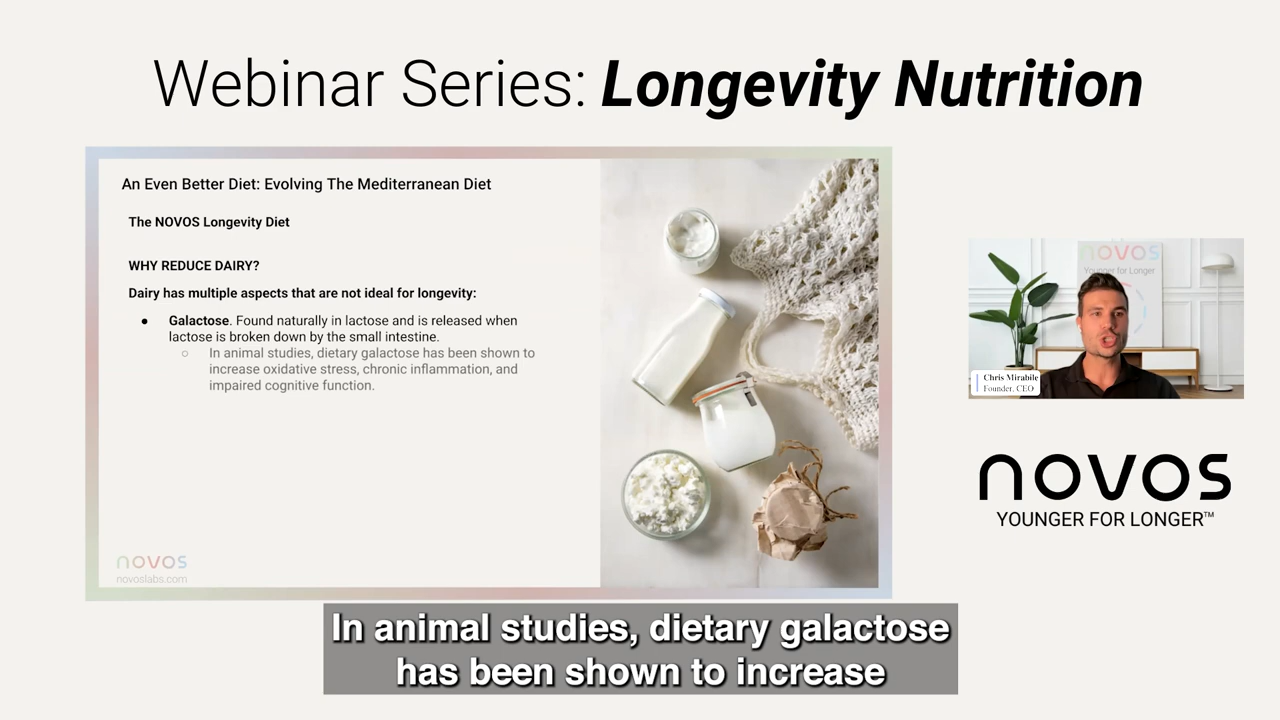 Webinar Series: Longevity Nutrition
An Even Better Diet: Evolving The Mediterranean Diet
The NOVOS Longevity Diet
WHY REDUCE DAIRY?
Dairy has multiple aspects that are not ideal for longevity:
● Galactose. Found naturally in lactose and is released when
lactose is broken down by the small intestine.
○ In animal studies, dietary galactose has been shown to
increase oxidative stress, chronic inflammation, and
impaired cognitive function.
novos
novoslabs.com
novos
Younger for Longer
Chris Mirabile
Founder, CEO
novos
YOUNGER FOR LONGER™
In animal studies, dietary galactose
has been shown to increase